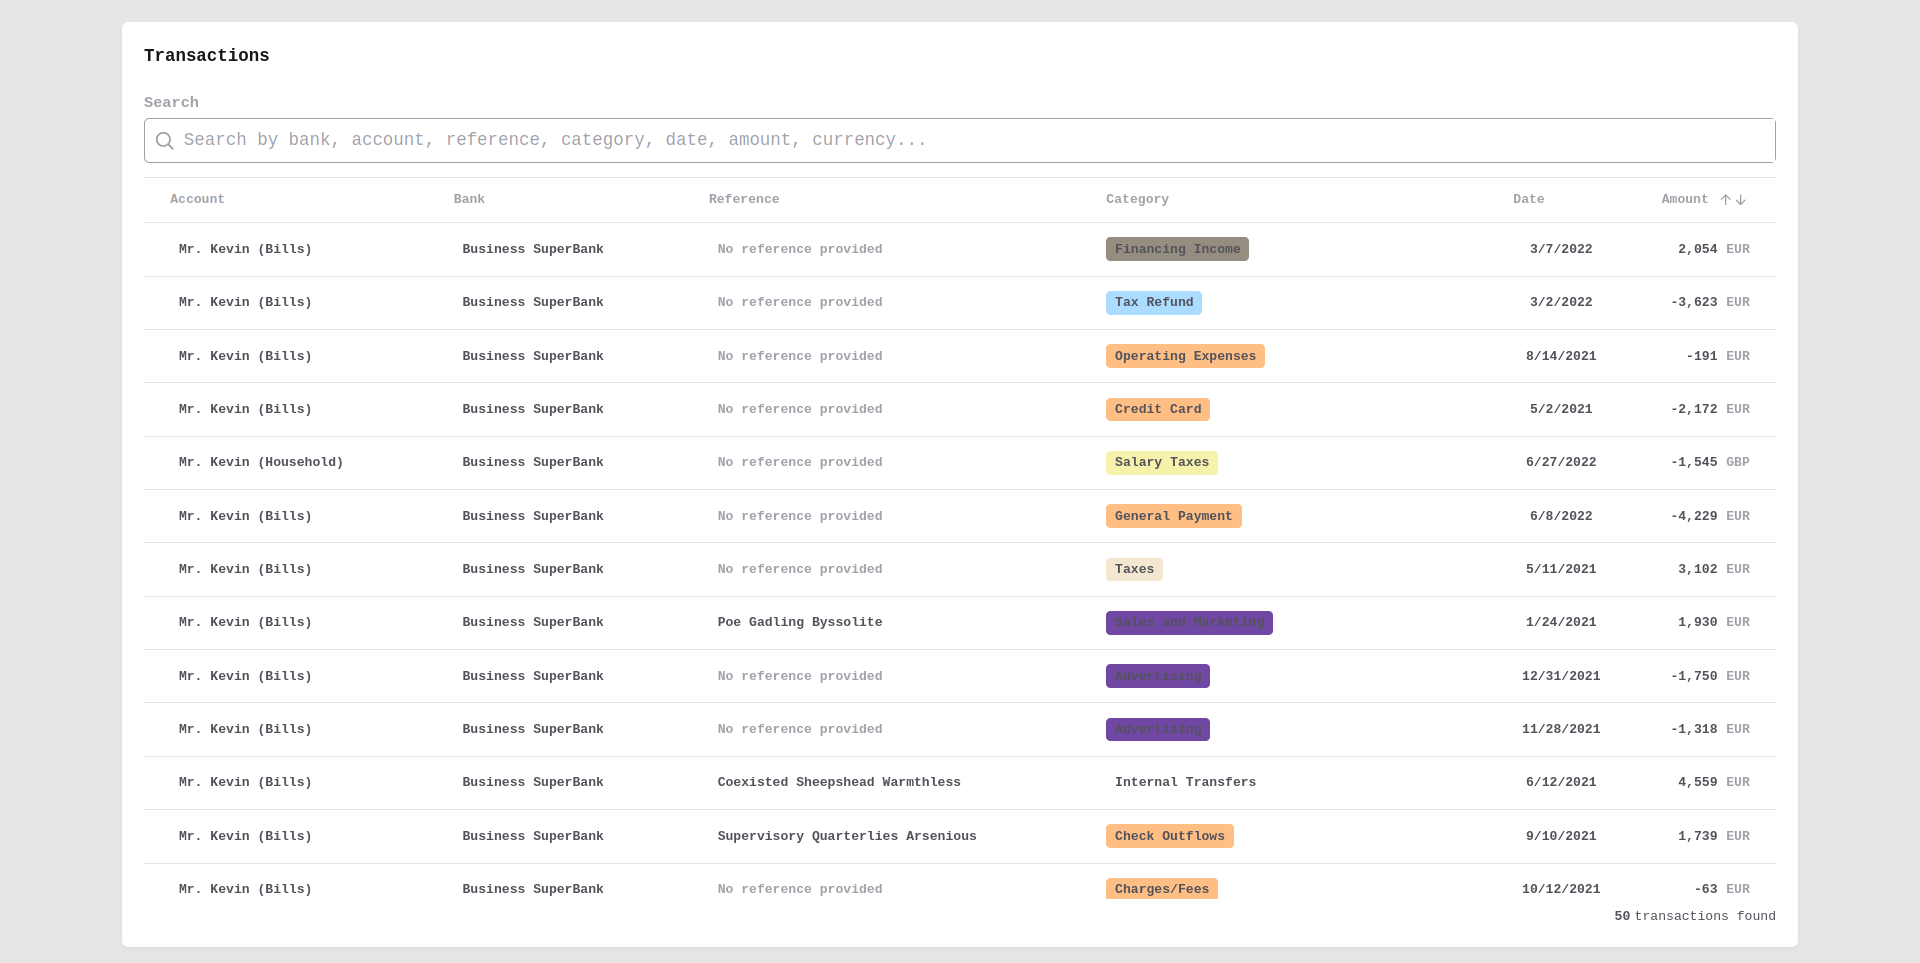 Transactions
Search
Search by bank, account, reference, category, date, amount, currency...
Account Bank Reference Category Date Amount
Mr. Kevin (Bills) Business SuperBank No reference provided Financing Income 3/7/2022 2,054 EUR
Mr. Kevin (Bills) Business SuperBank No reference provided Tax Refund 3/2/2022 -3,623 EUR
Mr. Kevin (Bills) Business SuperBank No reference provided Operating Expenses 8/14/2021 -191 EUR
Mr. Kevin (Bills) Business SuperBank No reference provided Credit Card 5/2/2021 -2,172 EUR
Mr. Kevin (Household) Business SuperBank No reference provided Salary Taxes 6/27/2022 -1,545 GBP
Mr. Kevin (Bills) Business SuperBank No reference provided General Payment 6/8/2022 -4,229 EUR
Mr. Kevin (Bills) Business SuperBank No reference provided Taxes 5/11/2021 3,102 EUR
Mr. Kevin (Bills) Business SuperBank Poe Gadling Byssolite Sales and Marketing 1/24/2021 1,930 EUR
Mr. Kevin (Bills) Business SuperBank No reference provided Advertising 12/31/2021 -1,750 EUR
Mr. Kevin (Bills) Business SuperBank No reference provided Advertising 11/28/2021 -1,318 EUR
Mr. Kevin (Bills) Business SuperBank Coexisted Sheepshead Warmthless Internal Transfers 6/12/2021 4,559 EUR
Mr. Kevin (Bills) Business SuperBank Supervisory Quarterlies Arsenious Check Outflows 9/10/2021 1,739 EUR
Mr. Kevin (Bills) Business SuperBank No reference provided Charges/Fees 10/12/2021 -63 EUR
50 transactions found